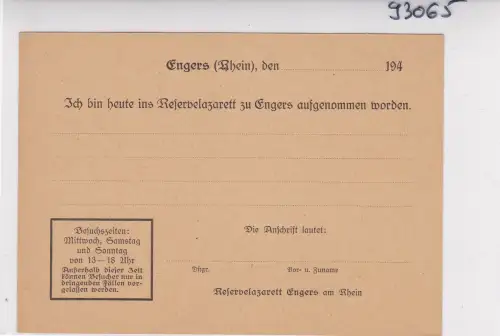 93065
Engers (Rhein), den 194
Ich bin heute ins Reservelazarett zu Engers aufgenommen worden.
Besuchszeiten:
Mittwoch, Samstag
und Sonntag
von 13—18 Uhr
Außerhalb dieser Zeit
können Besucher nur in
dringenden Fällen vor-
gelassen werden.
Die Anschrift lautet:
Dstgr. Vor- u. Zuname
Reservelazarett Engers am Rhein